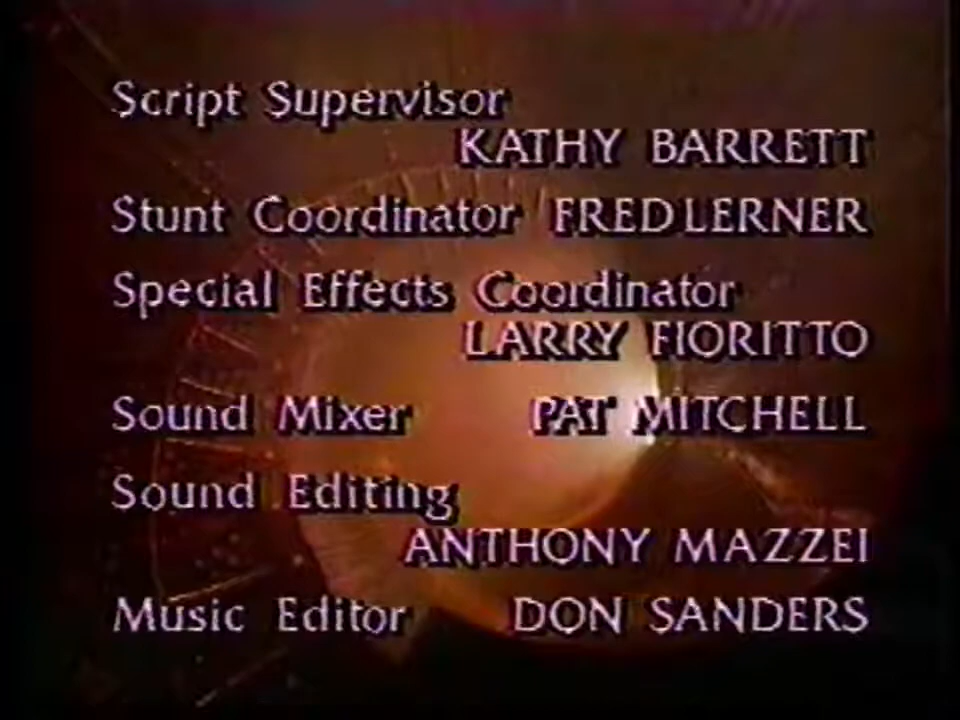 Script Supervisor
KATHY BARRETT
Stunt Coordinator FRED LERNER
Special Effects Coordinator
LARRY FIORITTO
Sound Mixer PAT MITCHELL
Sound Editing
ANTHONY MAZZEI
Music Editor DON SANDERS